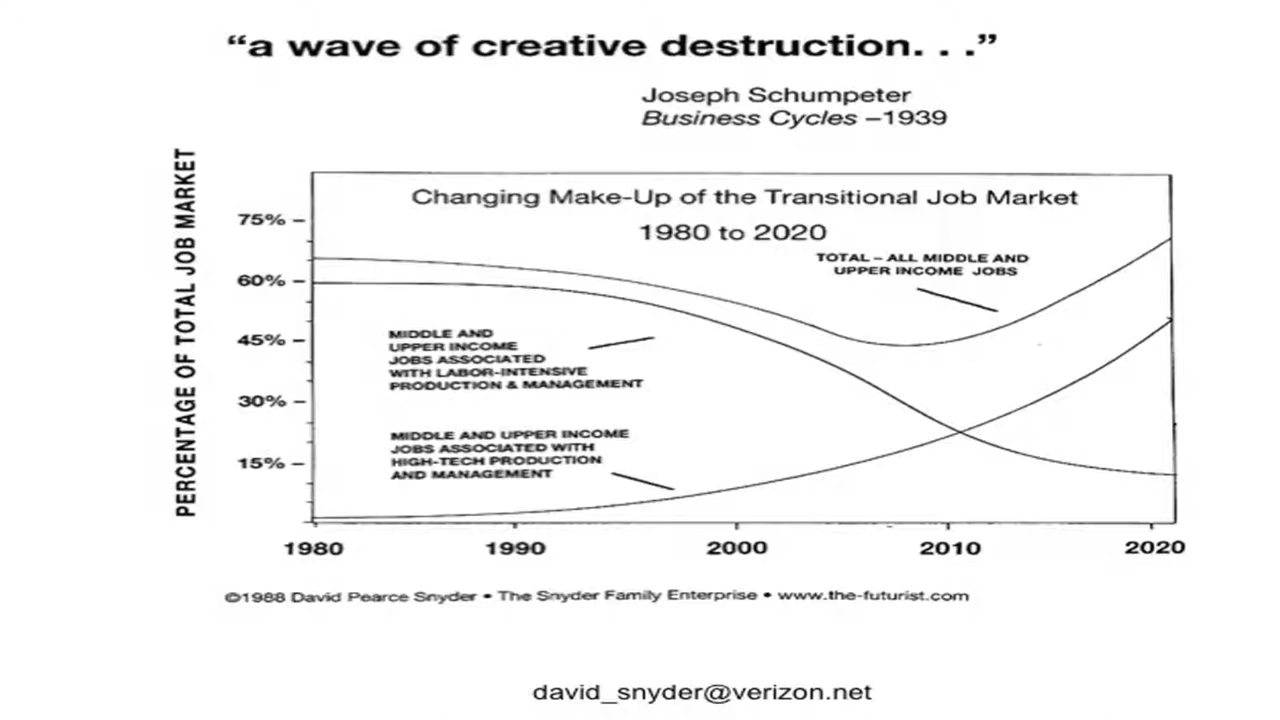 “a wave of creative destruction. . .”
Joseph Schumpeter
Business Cycles –1939
PERCENTAGE OF TOTAL JOB MARKET
Changing Make-Up of the Transitional Job Market
1980 to 2020
75%
60%
45%
30%
15%
TOTAL – ALL MIDDLE AND
UPPER INCOME JOBS
MIDDLE AND
UPPER INCOME
JOBS ASSOCIATED
WITH LABOR-INTENSIVE
PRODUCTION & MANAGEMENT
MIDDLE AND UPPER INCOME
JOBS ASSOCIATED WITH
HIGH-TECH PRODUCTION
AND MANAGEMENT
1980 1990 2000 2010 2020
©1988 David Pearce Snyder • The Snyder Family Enterprise • www.the-futurist.com
david_snyder@verizon.net